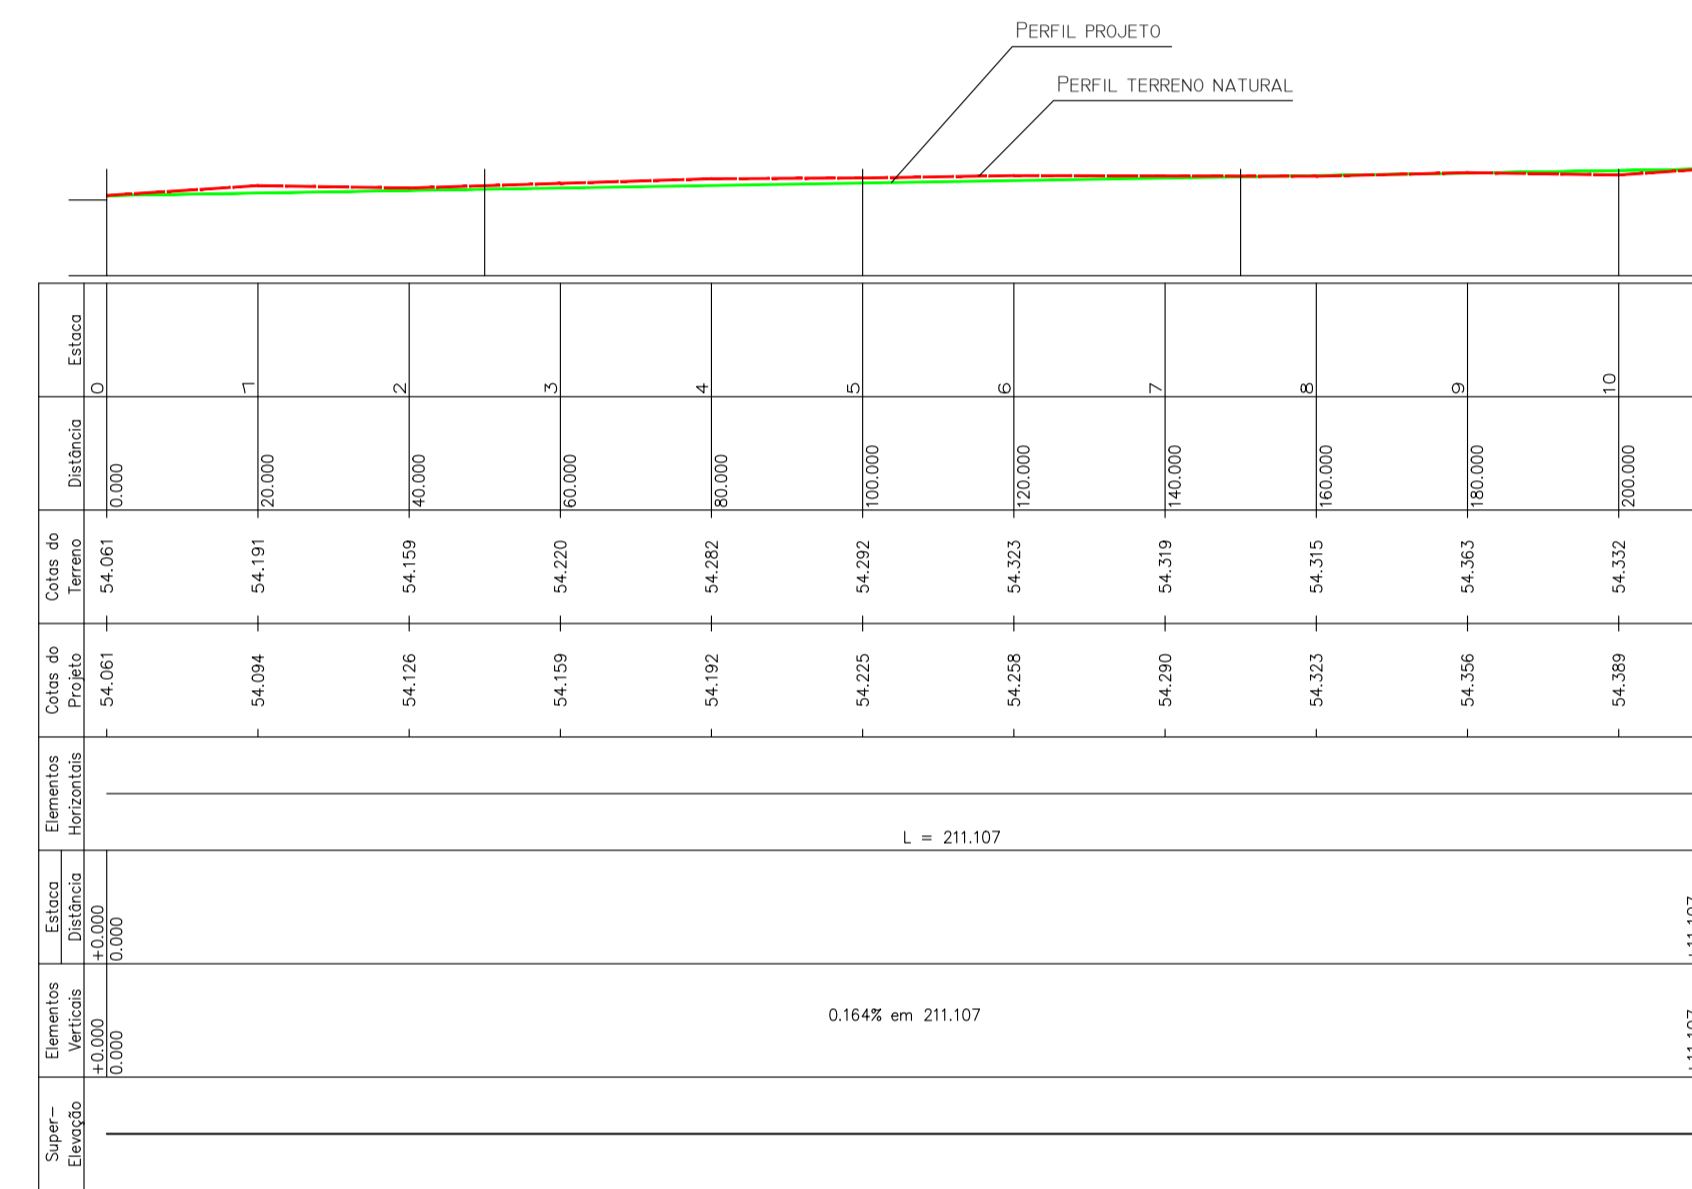 PERFIL PROJETO
PERFIL TERRENO NATURAL
Estaca
0
1
2
3
4
5
6
7
8
9
10
Distância
0.000
20.000
40.000
60.000
80.000
100.000
120.000
140.000
160.000
180.000
200.000
Cotas do
Terreno
54.061
54.191
54.159
54.220
54.282
54.292
54.323
54.319
54.315
54.363
54.332
Cotas do
Projeto
54.061
54.094
54.126
54.159
54.192
54.225
54.258
54.290
54.323
54.356
54.389
Elementos
Horizontais
L = 211.107
Estaca
Distância
+0.000
0.000
Elementos
Verticais
+0.000
0.000
0.164% em 211.107
Super-
Elevação